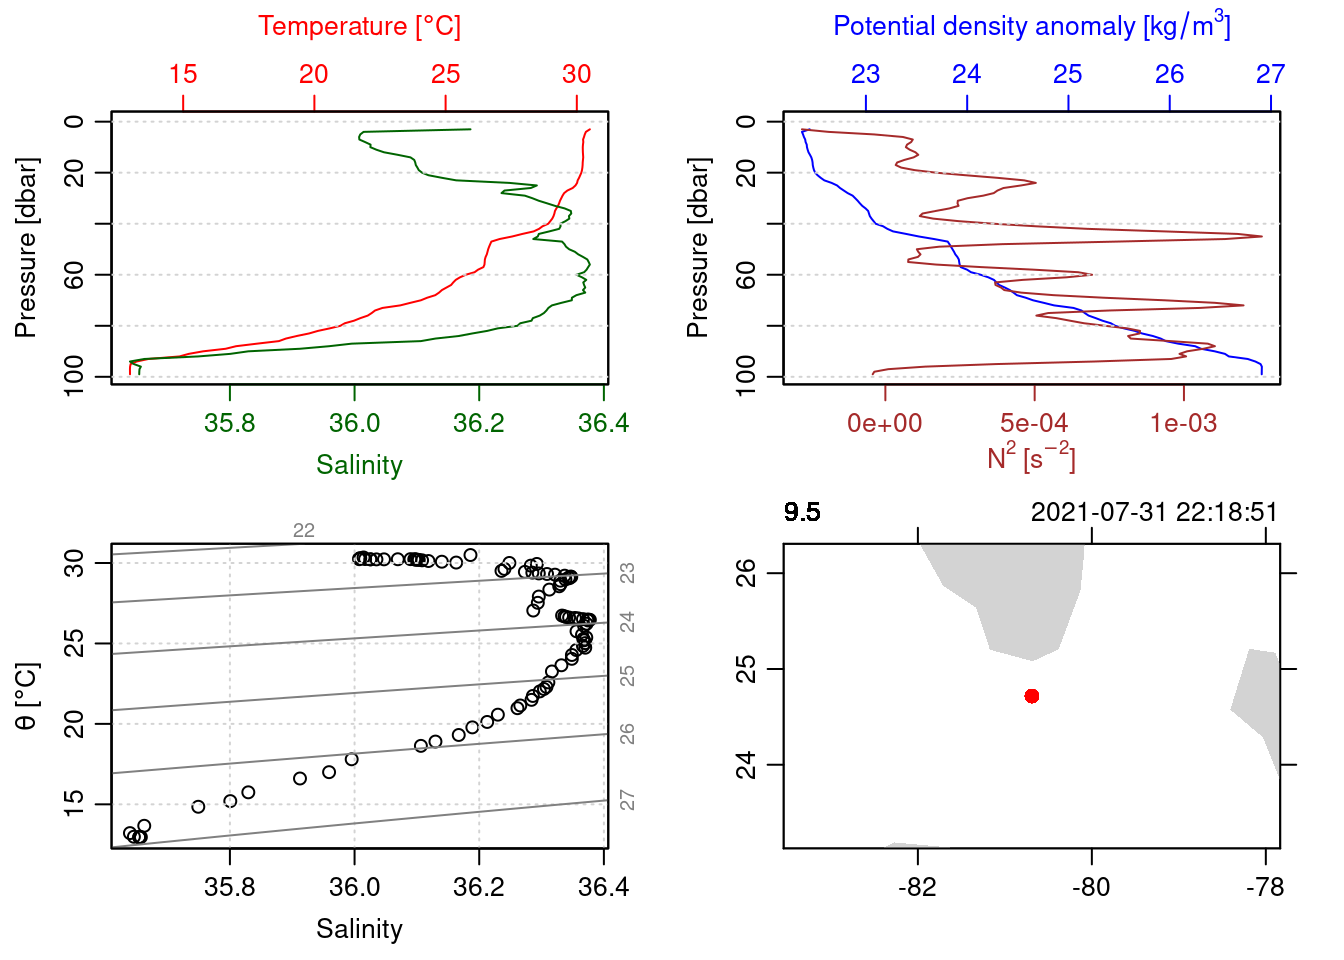 Temperature [°C]
15 20 25 30
Pressure [dbar]
0 20 60 100
35.8 36.0 36.2 36.4
Salinity
Potential density anomaly [kg/m³]
23 24 25 26 27
Pressure [dbar]
0 20 60 100
0e+00 5e-04 1e-03
N² [s⁻²]
22
23
24
25
26
27
θ [°C]
30 25 20 15
35.8 36.0 36.2 36.4
Salinity
9.5 2021-07-31 22:18:51
26
25
24
-82 -80 -78